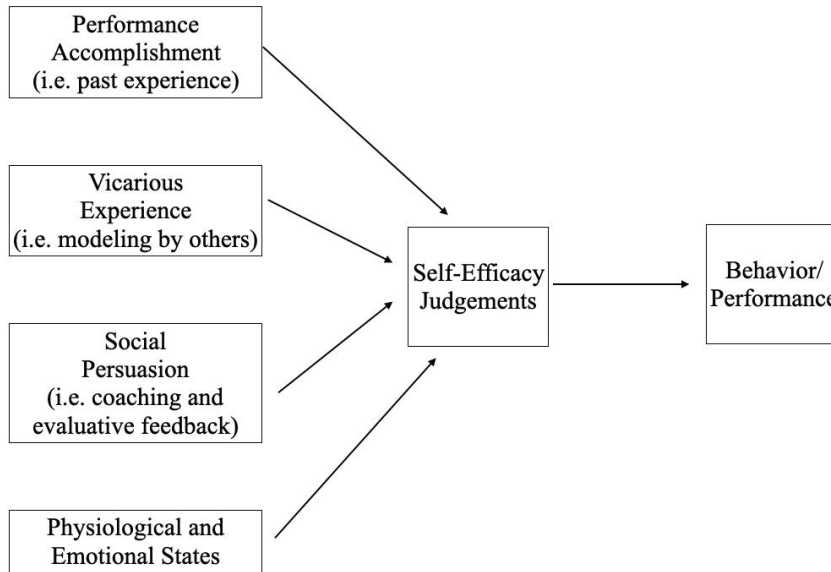 Performance
Accomplishment
(i.e. past experience)
Vicarious
Experience
(i.e. modeling by others)
Social
Persuasion
(i.e. coaching and
evaluative feedback)
Physiological and
Emotional States
Self-Efficacy
Judgements
Behavior/
Performance